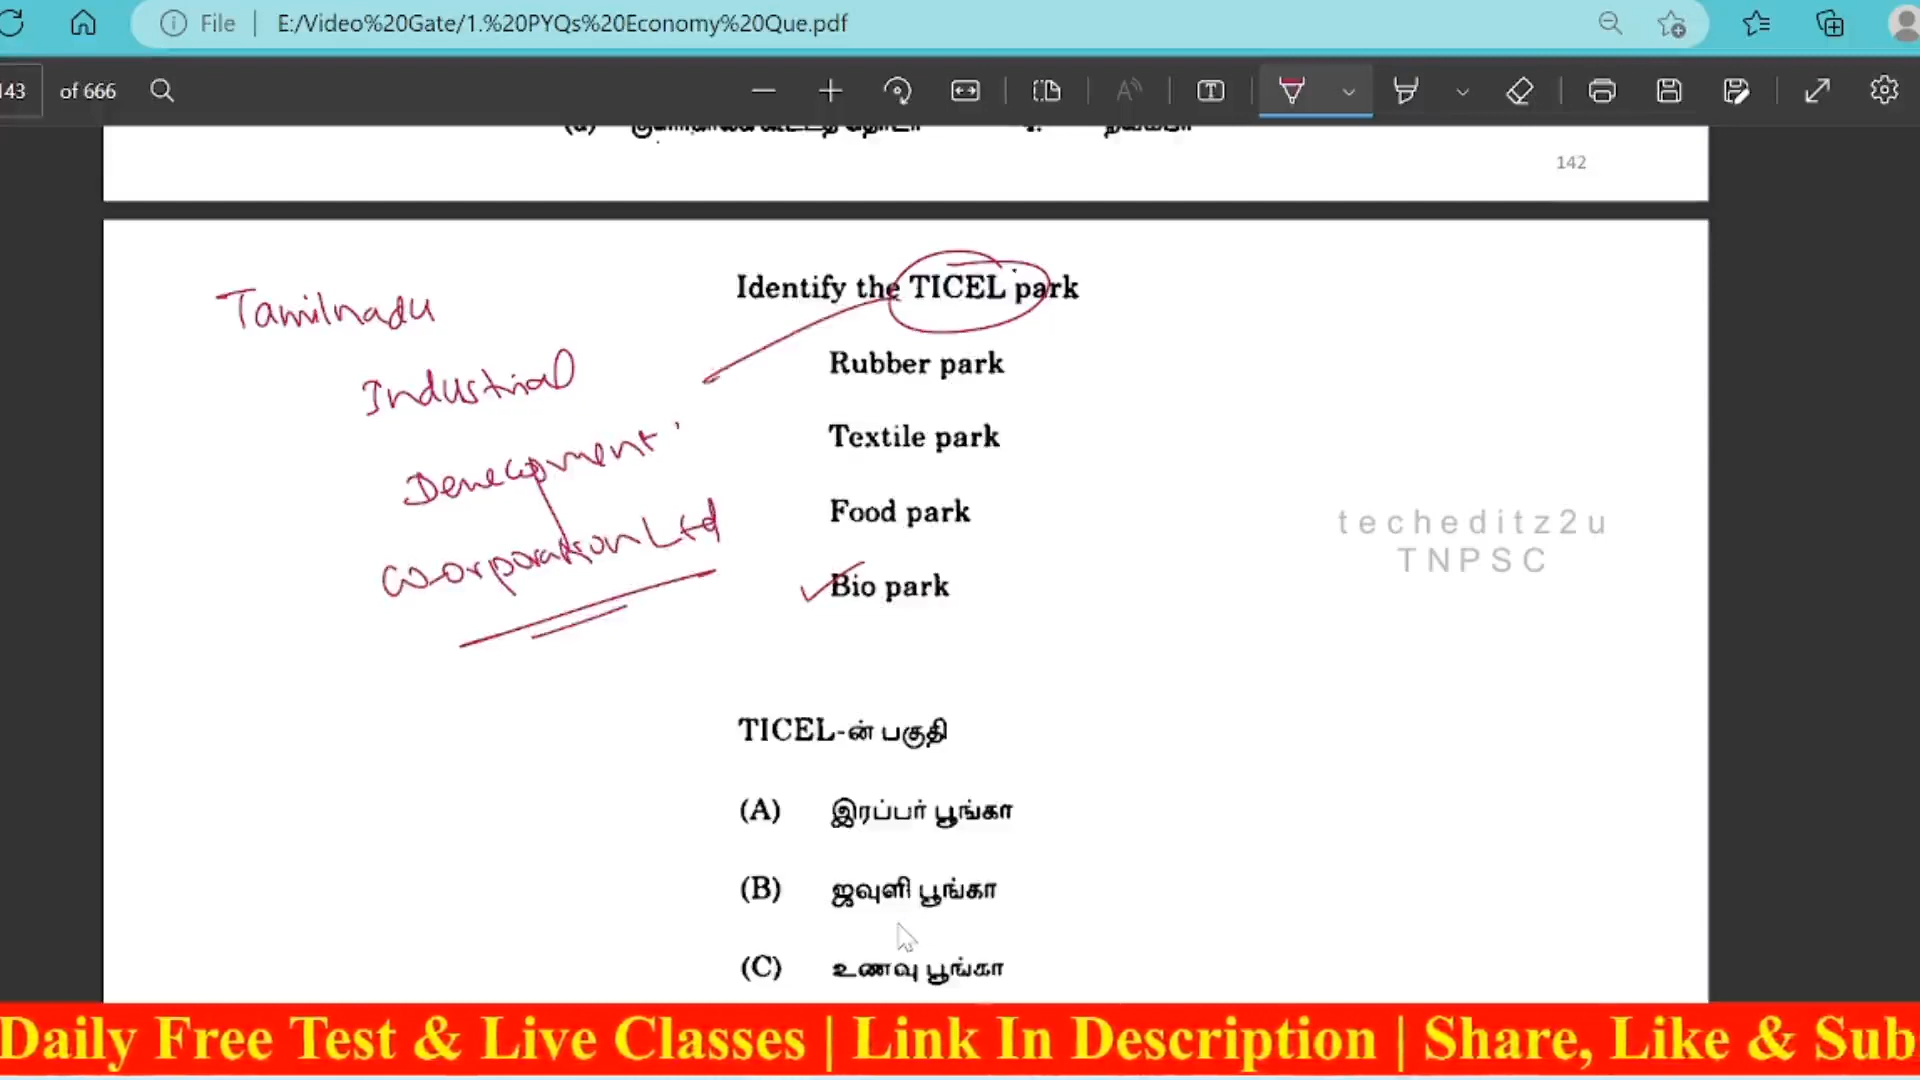 File | E:/Video%20Gate/1.%20PYQs%20Economy%20Que.pdf
143 of 666
142
Identify the TICEL park
Rubber park
Textile park
Food park
Bio park
Tamilnadu
Industrial
Development
Coorporation Ltd
techeditz2u
TNPSC
TICEL-ன் பகுதி
(A) இரப்பர் பூங்கா
(B) ஜவுளி பூங்கா
(C) உணவு பூங்கா
Daily Free Test & Live Classes | Link In Description | Share, Like & Sub